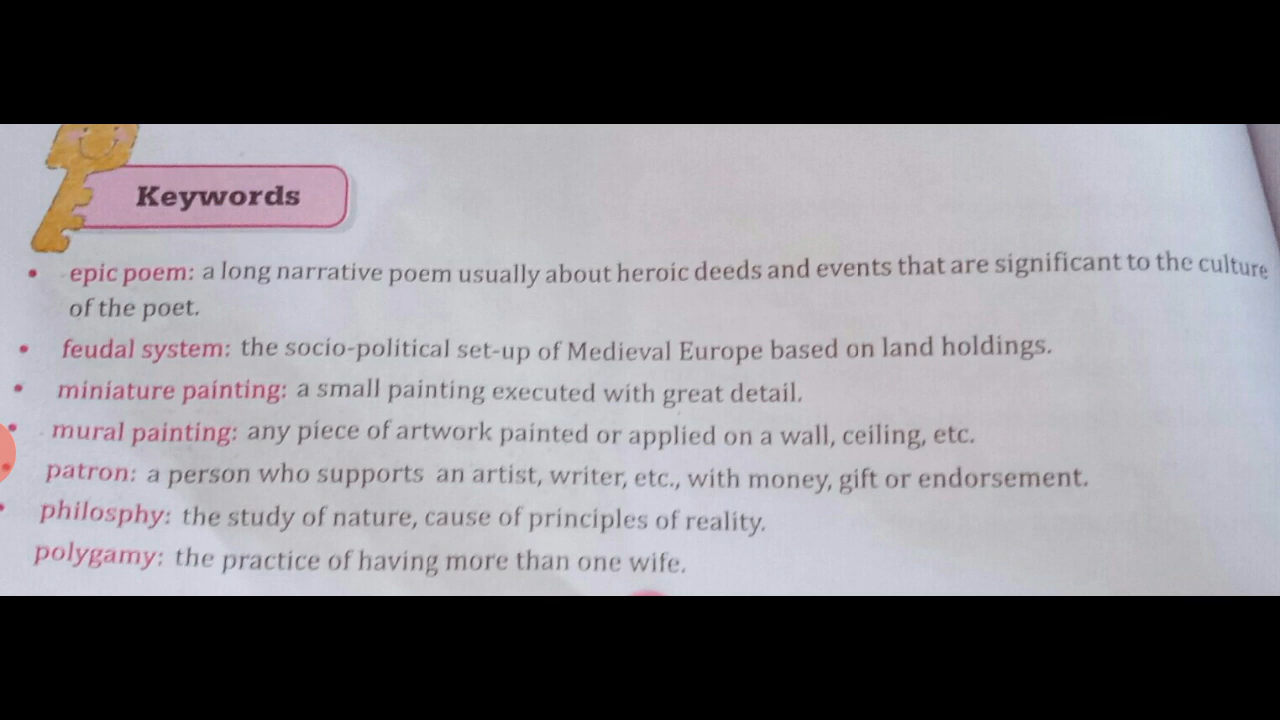 Keywords
• epic poem: a long narrative poem usually about heroic deeds and events that are significant to the culture
of the poet.
• feudal system: the socio-political set-up of Medieval Europe based on land holdings.
• miniature painting: a small painting executed with great detail.
• mural painting: any piece of artwork painted or applied on a wall, ceiling, etc.
• patron: a person who supports an artist, writer, etc., with money, gift or endorsement.
• philosphy: the study of nature, cause of principles of reality.
polygamy: the practice of having more than one wife.